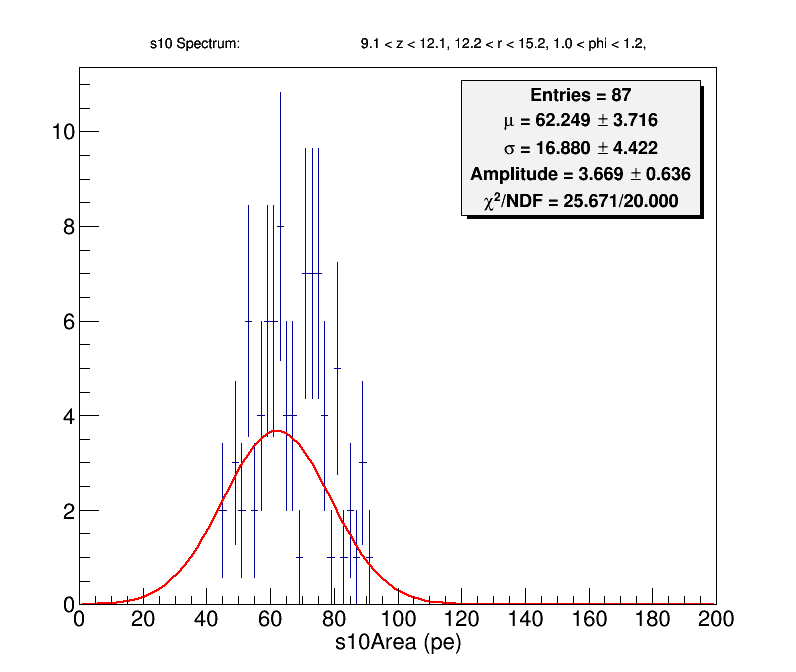 s10 Spectrum: 9.1 < z < 12.1, 12.2 < r < 15.2, 1.0 < phi < 1.2,
Entries = 87
μ = 62.249 ± 3.716
σ = 16.880 ± 4.422
Amplitude = 3.669 ± 0.636
χ²/NDF = 25.671/20.000
10
8
6
4
2
0
0 20 40 60 80 100 120 140 160 180 200
s10Area (pe)